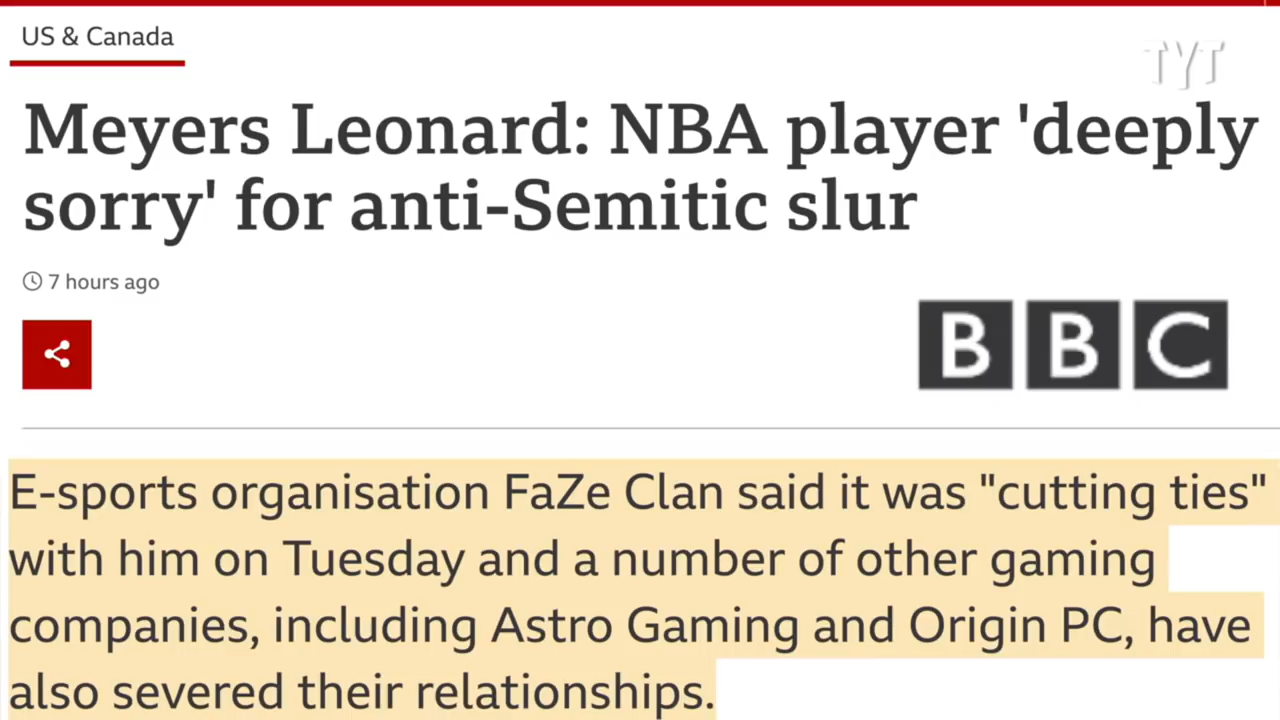 US & Canada
TYT
Meyers Leonard: NBA player 'deeply
sorry' for anti-Semitic slur
7 hours ago
BBC
E-sports organisation FaZe Clan said it was "cutting ties"
with him on Tuesday and a number of other gaming
companies, including Astro Gaming and Origin PC, have
also severed their relationships.